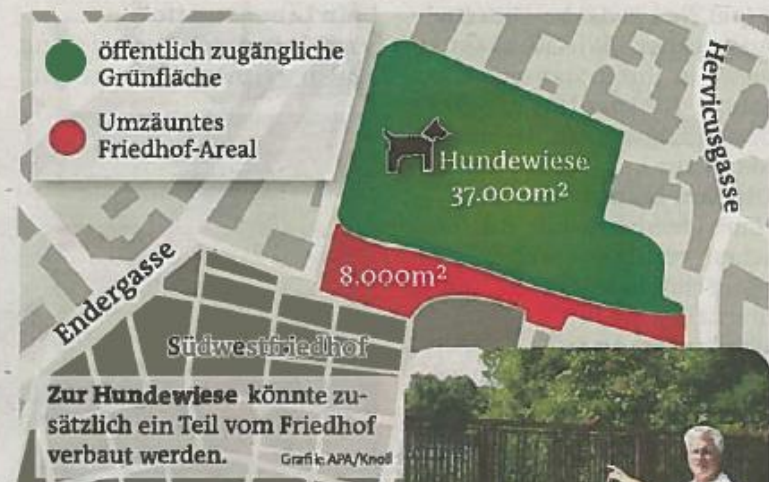 öffentlich zugängliche
Grünfläche
Umzäuntes
Friedhof-Areal
Hundewiese
37.000m²
Hervicusgasse
8.000m²
Endergasse
Südwestfriedhof
Zur Hundewiese könnte zu-
sätzlich ein Teil vom Friedhof
verbaut werden.
Grafik: APA/Knoll